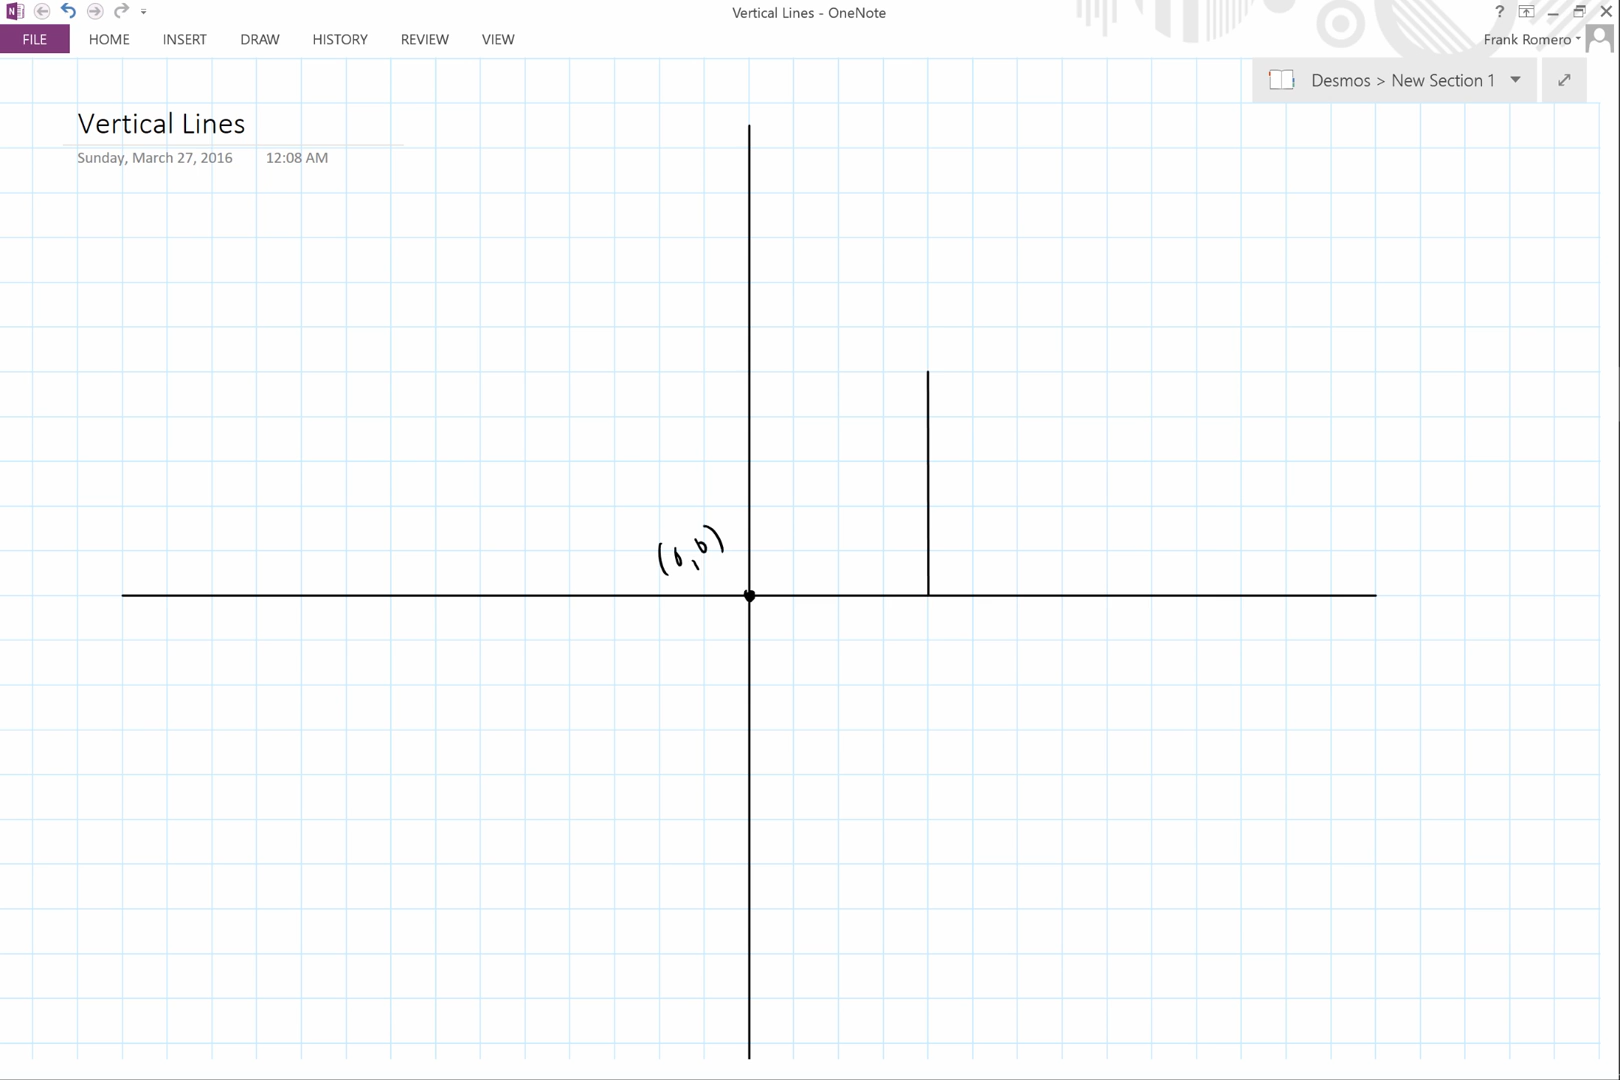 Vertical Lines - OneNote
?
Frank Romero
FILE HOME INSERT DRAW HISTORY REVIEW VIEW
Desmos > New Section 1
Vertical Lines
Sunday, March 27, 2016 12:08 AM
(0,0)